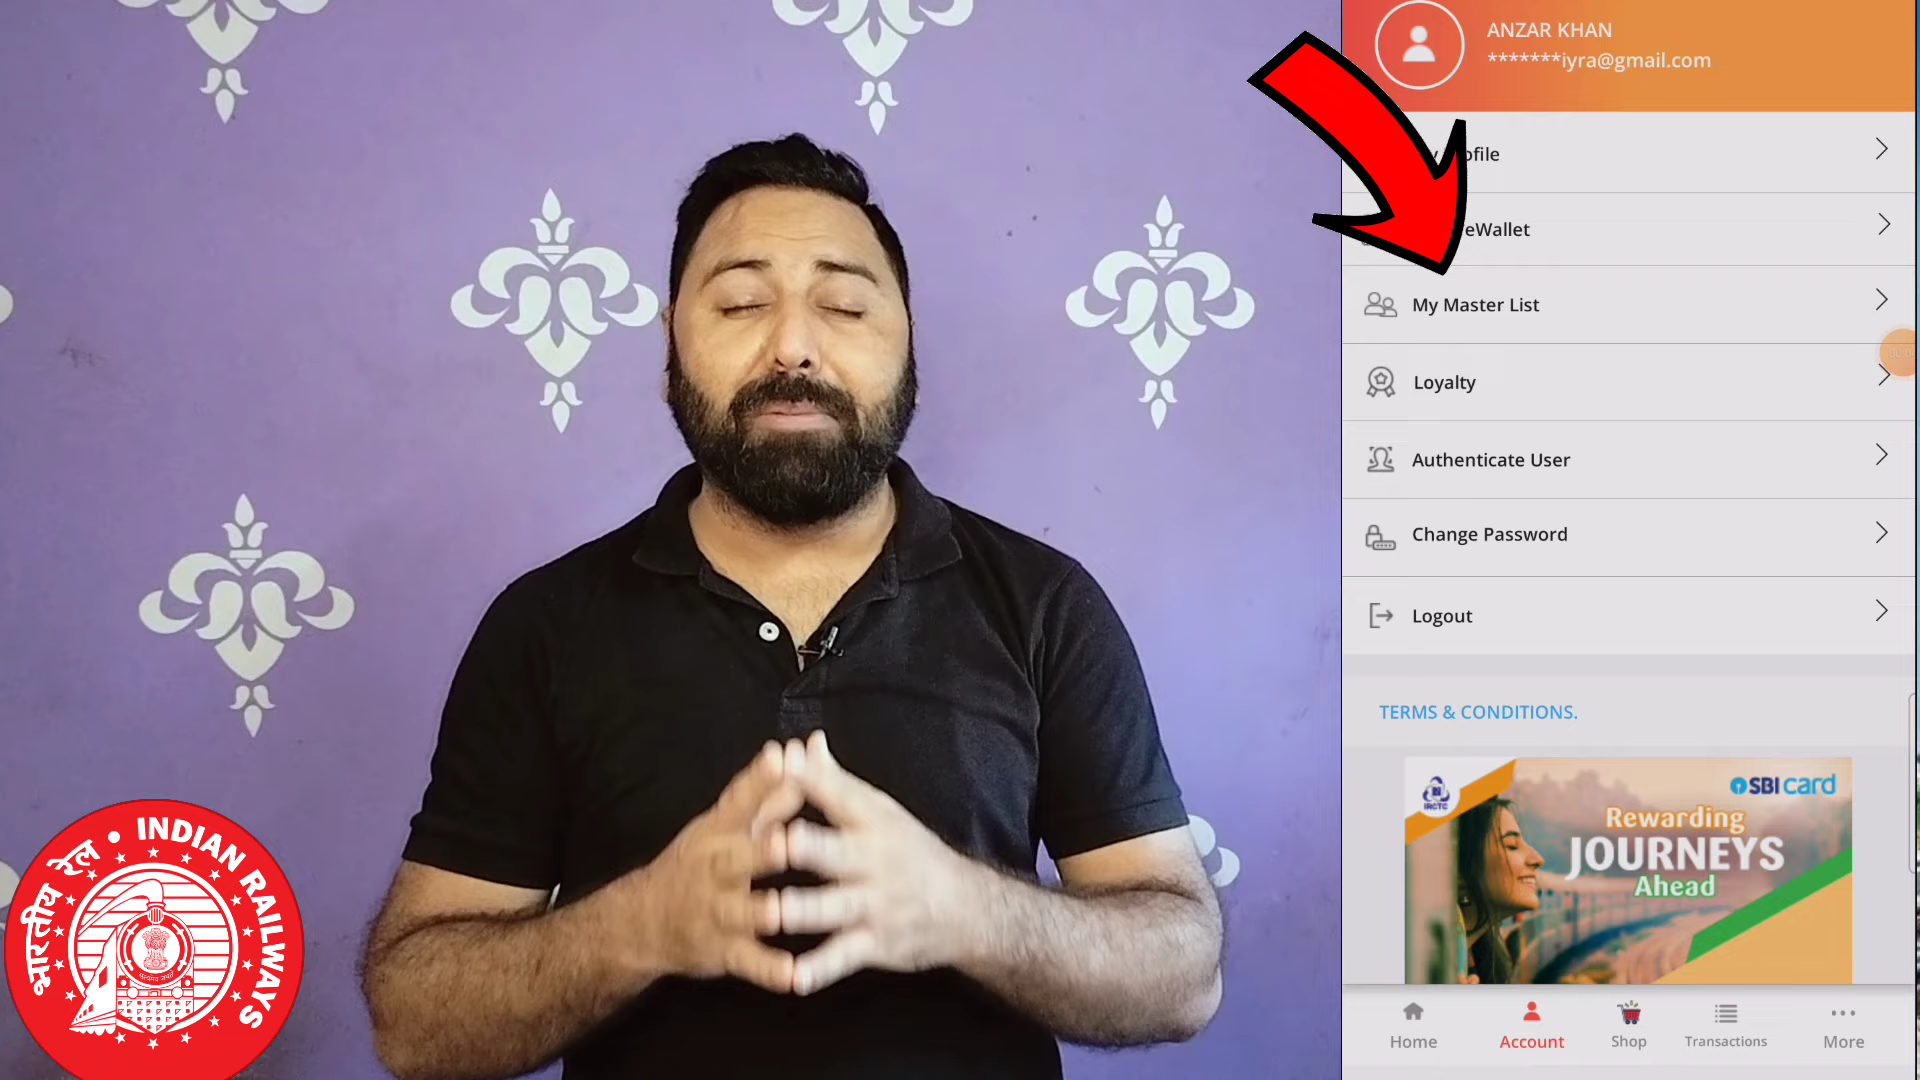 ANZAR KHAN
*******iyra@gmail.com
eWallet
My Master List
Loyalty
Authenticate User
Change Password
Logout
TERMS & CONDITIONS.
IRCTC
SBI card
Rewarding
JOURNEYS
Ahead
Home
Account
Shop
Transactions
More
भारतीय रेल • INDIAN RAILWAYS